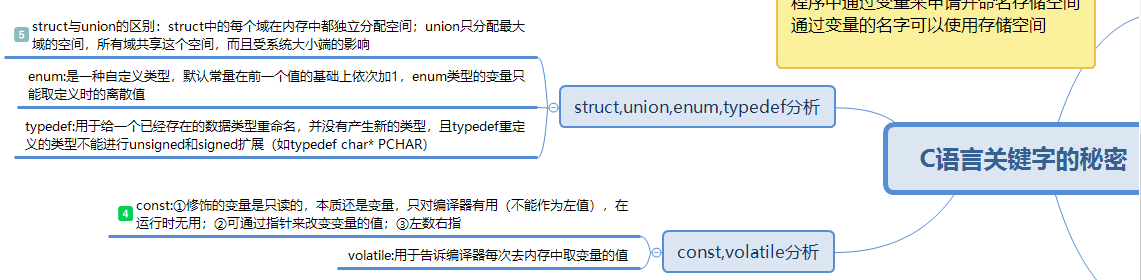 程序中通过变量来申请并命名存储空间
通过变量的名字可以使用存储空间
5
struct与union的区别：struct中的每个域在内存中都独立分配空间；union只分配最大
域的空间，所有域共享这个空间，而且受系统大小端的影响
enum:是一种自定义类型，默认常量在前一个值的基础上依次加1，enum类型的变量只
能取定义时的离散值
struct,union,enum,typedef分析
typedef:用于给一个已经存在的数据类型重命名，并没有产生新的类型，且typedef重定
义的类型不能进行unsigned和signed扩展（如typedef char* PCHAR）
C语言关键字的秘密
4
const:①修饰的变量是只读的，本质还是变量，只对编译器有用（不能作为左值），在
运行时无用；②可通过指针来改变变量的值；③左数右指
const,volatile分析
volatile:用于告诉编译器每次去内存中取变量的值